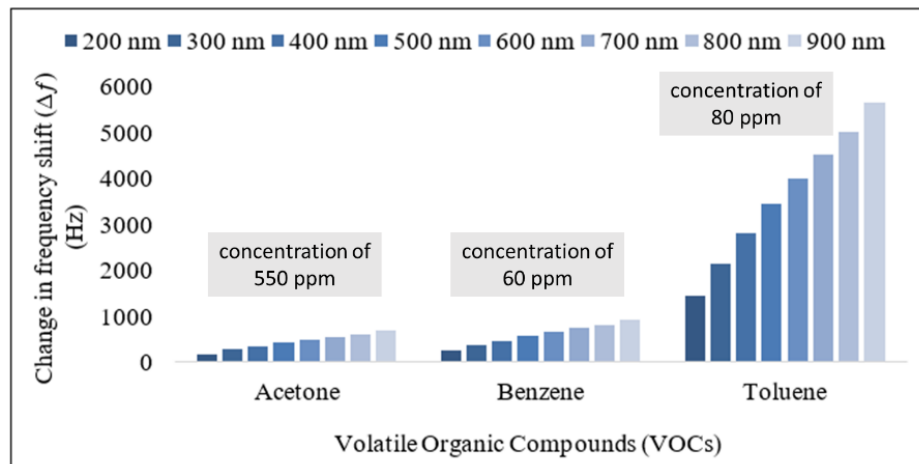 200 nm 300 nm 400 nm 500 nm 600 nm 700 nm 800 nm 900 nm
Change in frequency shift (Δf)
(Hz)
6000
5000
4000
3000
2000
1000
0
concentration of
550 ppm
concentration of
60 ppm
concentration of
80 ppm
Acetone Benzene Toluene
Volatile Organic Compounds (VOCs)